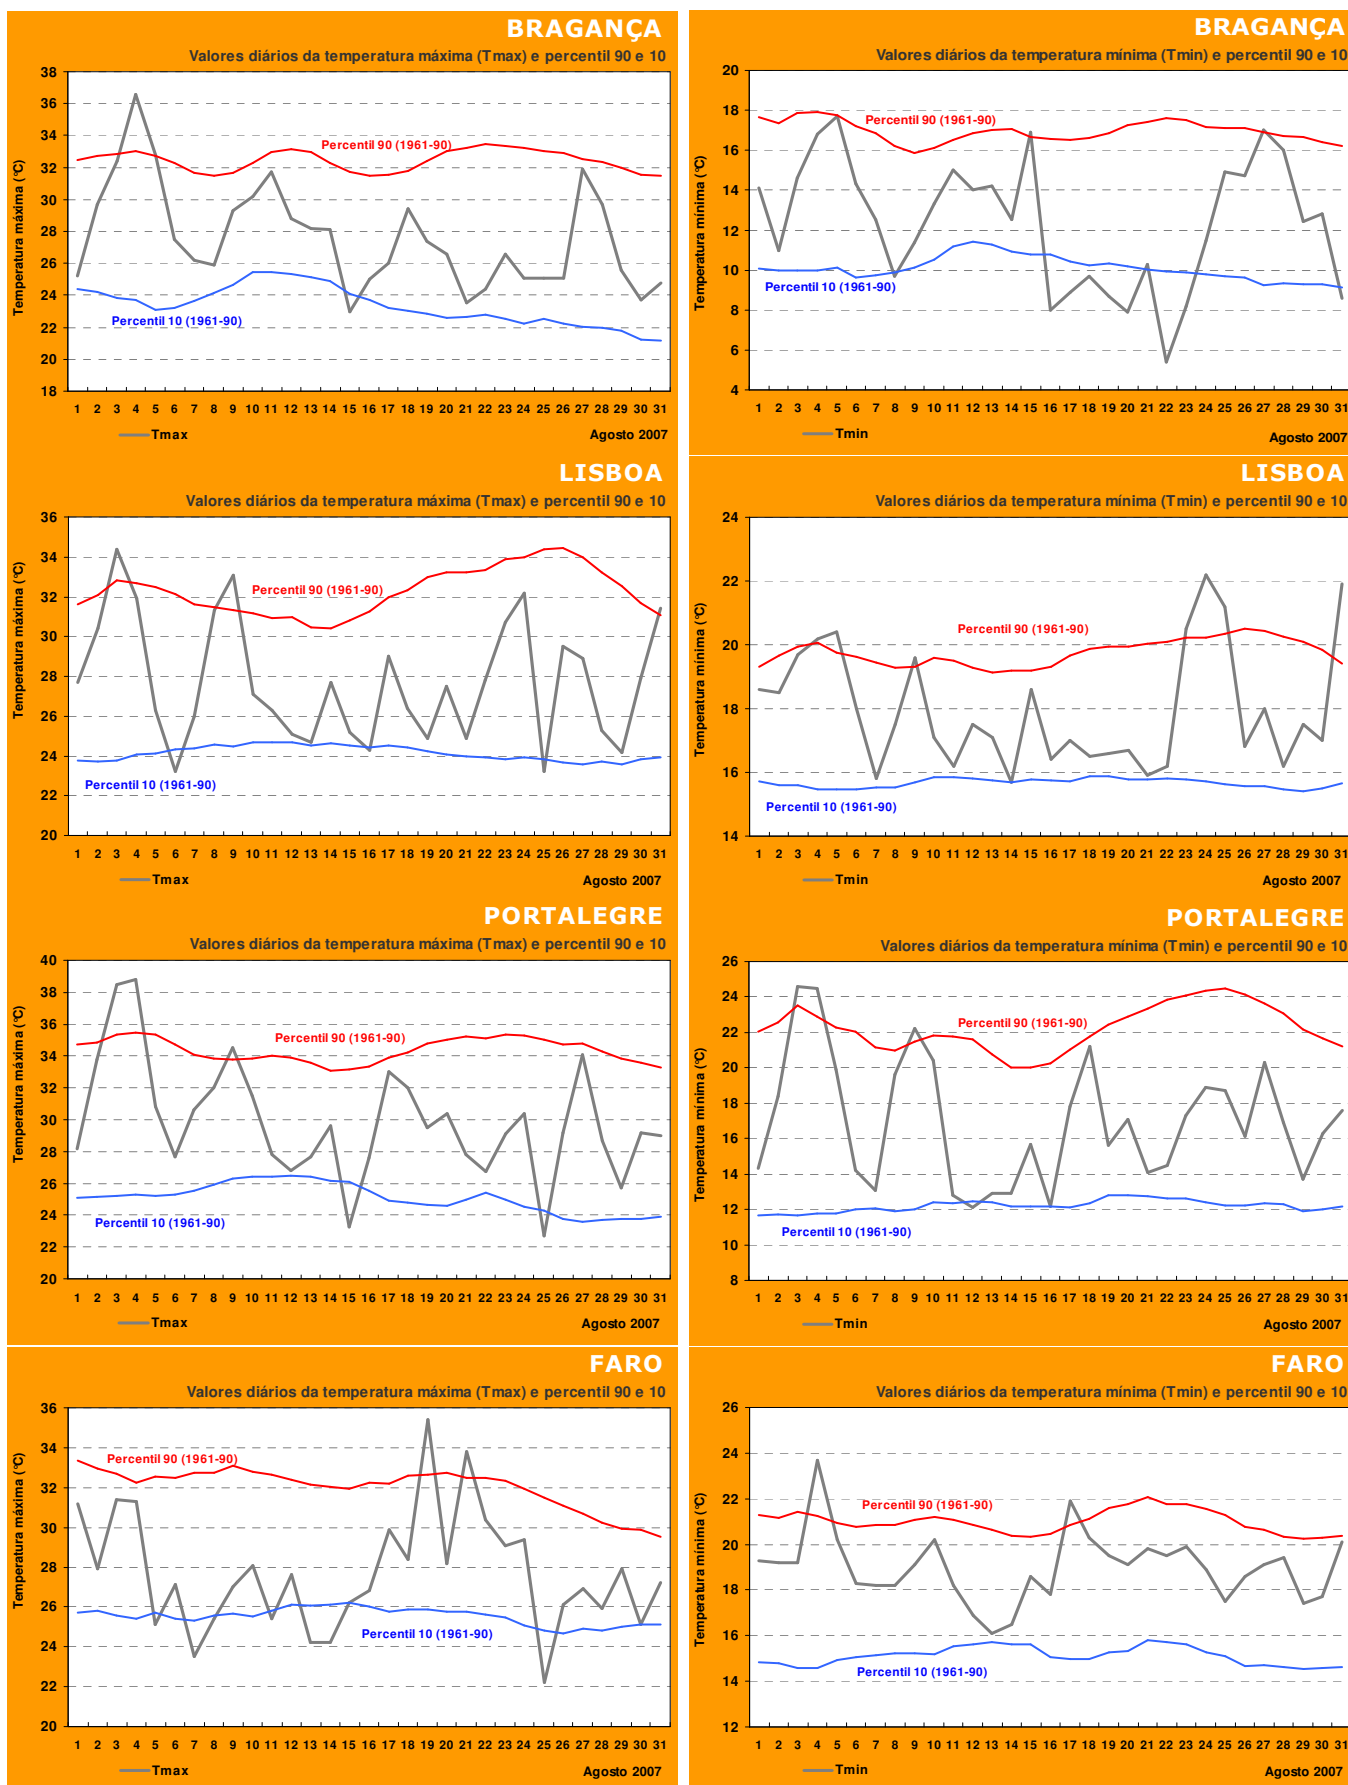 BRAGANÇA
Valores diários da temperatura máxima (Tmax) e percentil 90 e 10
Temperatura máxima (ºC)
38
36
34
32
30
28
26
24
22
20
18
Percentil 90 (1961-90)
Percentil 10 (1961-90)
1 2 3 4 5 6 7 8 9 10 11 12 13 14 15 16 17 18 19 20 21 22 23 24 25 26 27 28 29 30 31
Tmax
Agosto 2007
BRAGANÇA
Valores diários da temperatura mínima (Tmin) e percentil 90 e 10
Temperatura mínima (ºC)
20
18
16
14
12
10
8
6
4
Percentil 90 (1961-90)
Percentil 10 (1961-90)
1 2 3 4 5 6 7 8 9 10 11 12 13 14 15 16 17 18 19 20 21 22 23 24 25 26 27 28 29 30 31
Tmin
Agosto 2007
LISBOA
Valores diários da temperatura máxima (Tmax) e percentil 90 e 10
Temperatura máxima (ºC)
36
34
32
30
28
26
24
22
20
Percentil 90 (1961-90)
Percentil 10 (1961-90)
1 2 3 4 5 6 7 8 9 10 11 12 13 14 15 16 17 18 19 20 21 22 23 24 25 26 27 28 29 30 31
Tmax
Agosto 2007
LISBOA
Valores diários da temperatura mínima (Tmin) e percentil 90 e 10
Temperatura mínima (ºC)
24
22
20
18
16
14
Percentil 90 (1961-90)
Percentil 10 (1961-90)
1 2 3 4 5 6 7 8 9 10 11 12 13 14 15 16 17 18 19 20 21 22 23 24 25 26 27 28 29 30 31
Tmin
Agosto 2007
PORTALEGRE
Valores diários da temperatura máxima (Tmax) e percentil 90 e 10
Temperatura máxima (ºC)
40
38
36
34
32
30
28
26
24
22
20
Percentil 90 (1961-90)
Percentil 10 (1961-90)
1 2 3 4 5 6 7 8 9 10 11 12 13 14 15 16 17 18 19 20 21 22 23 24 25 26 27 28 29 30 31
Tmax
Agosto 2007
PORTALEGRE
Valores diários da temperatura mínima (Tmin) e percentil 90 e 10
Temperatura mínima (ºC)
26
24
22
20
18
16
14
12
10
8
Percentil 90 (1961-90)
Percentil 10 (1961-90)
1 2 3 4 5 6 7 8 9 10 11 12 13 14 15 16 17 18 19 20 21 22 23 24 25 26 27 28 29 30 31
Tmin
Agosto 2007
FARO
Valores diários da temperatura máxima (Tmax) e percentil 90 e 10
Temperatura máxima (ºC)
36
34
32
30
28
26
24
22
20
Percentil 90 (1961-90)
Percentil 10 (1961-90)
1 2 3 4 5 6 7 8 9 10 11 12 13 14 15 16 17 18 19 20 21 22 23 24 25 26 27 28 29 30 31
Tmax
Agosto 2007
FARO
Valores diários da temperatura mínima (Tmin) e percentil 90 e 10
Temperatura mínima (ºC)
26
24
22
20
18
16
14
12
Percentil 90 (1961-90)
Percentil 10 (1961-90)
1 2 3 4 5 6 7 8 9 10 11 12 13 14 15 16 17 18 19 20 21 22 23 24 25 26 27 28 29 30 31
Tmin
Agosto 2007